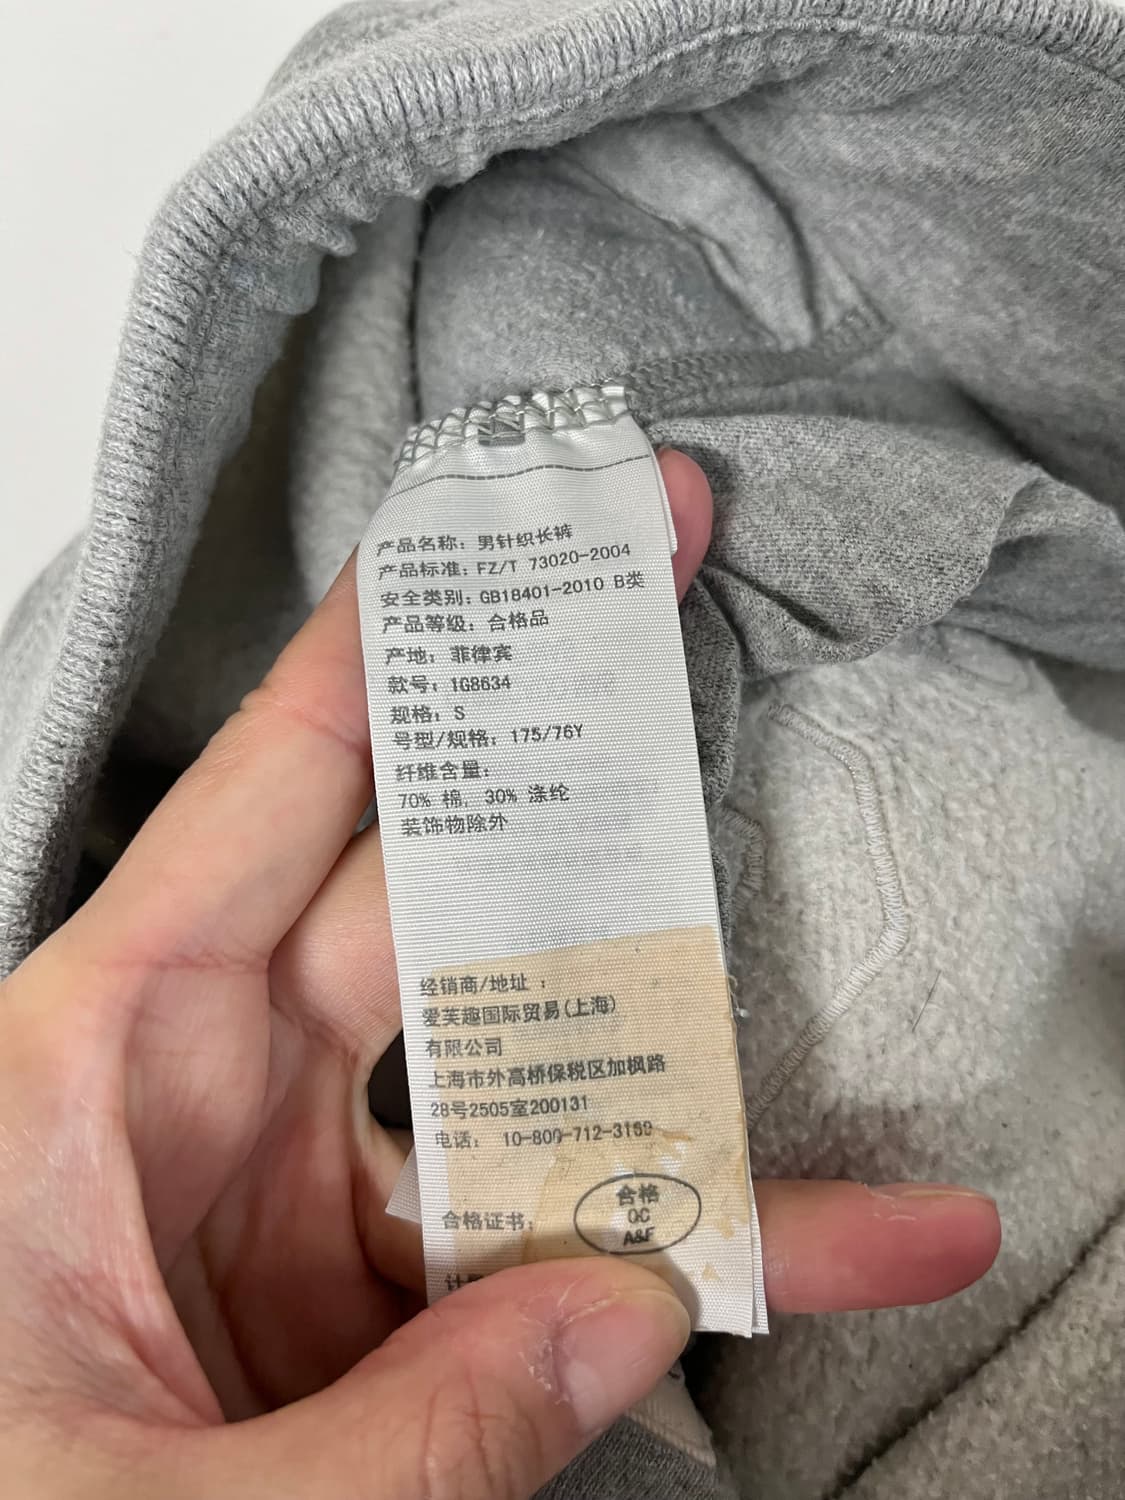 产品名称：男针织长裤
产品标准：FZ/T 73020-2004
安全类别：GB18401-2010 B类
产品等级：合格品
产地：菲律宾
款号：1G8634
规格：S
号型/规格：175/76Y
纤维含量：
70% 棉, 30% 涤纶
装饰物除外
经销商/地址 ：
爱芙趣国际贸易(上海)
有限公司
上海市外高桥保税区加枫路
28号2505室200131
电话： 10-800-712-3160
合格证书：
合格
QC
A&F